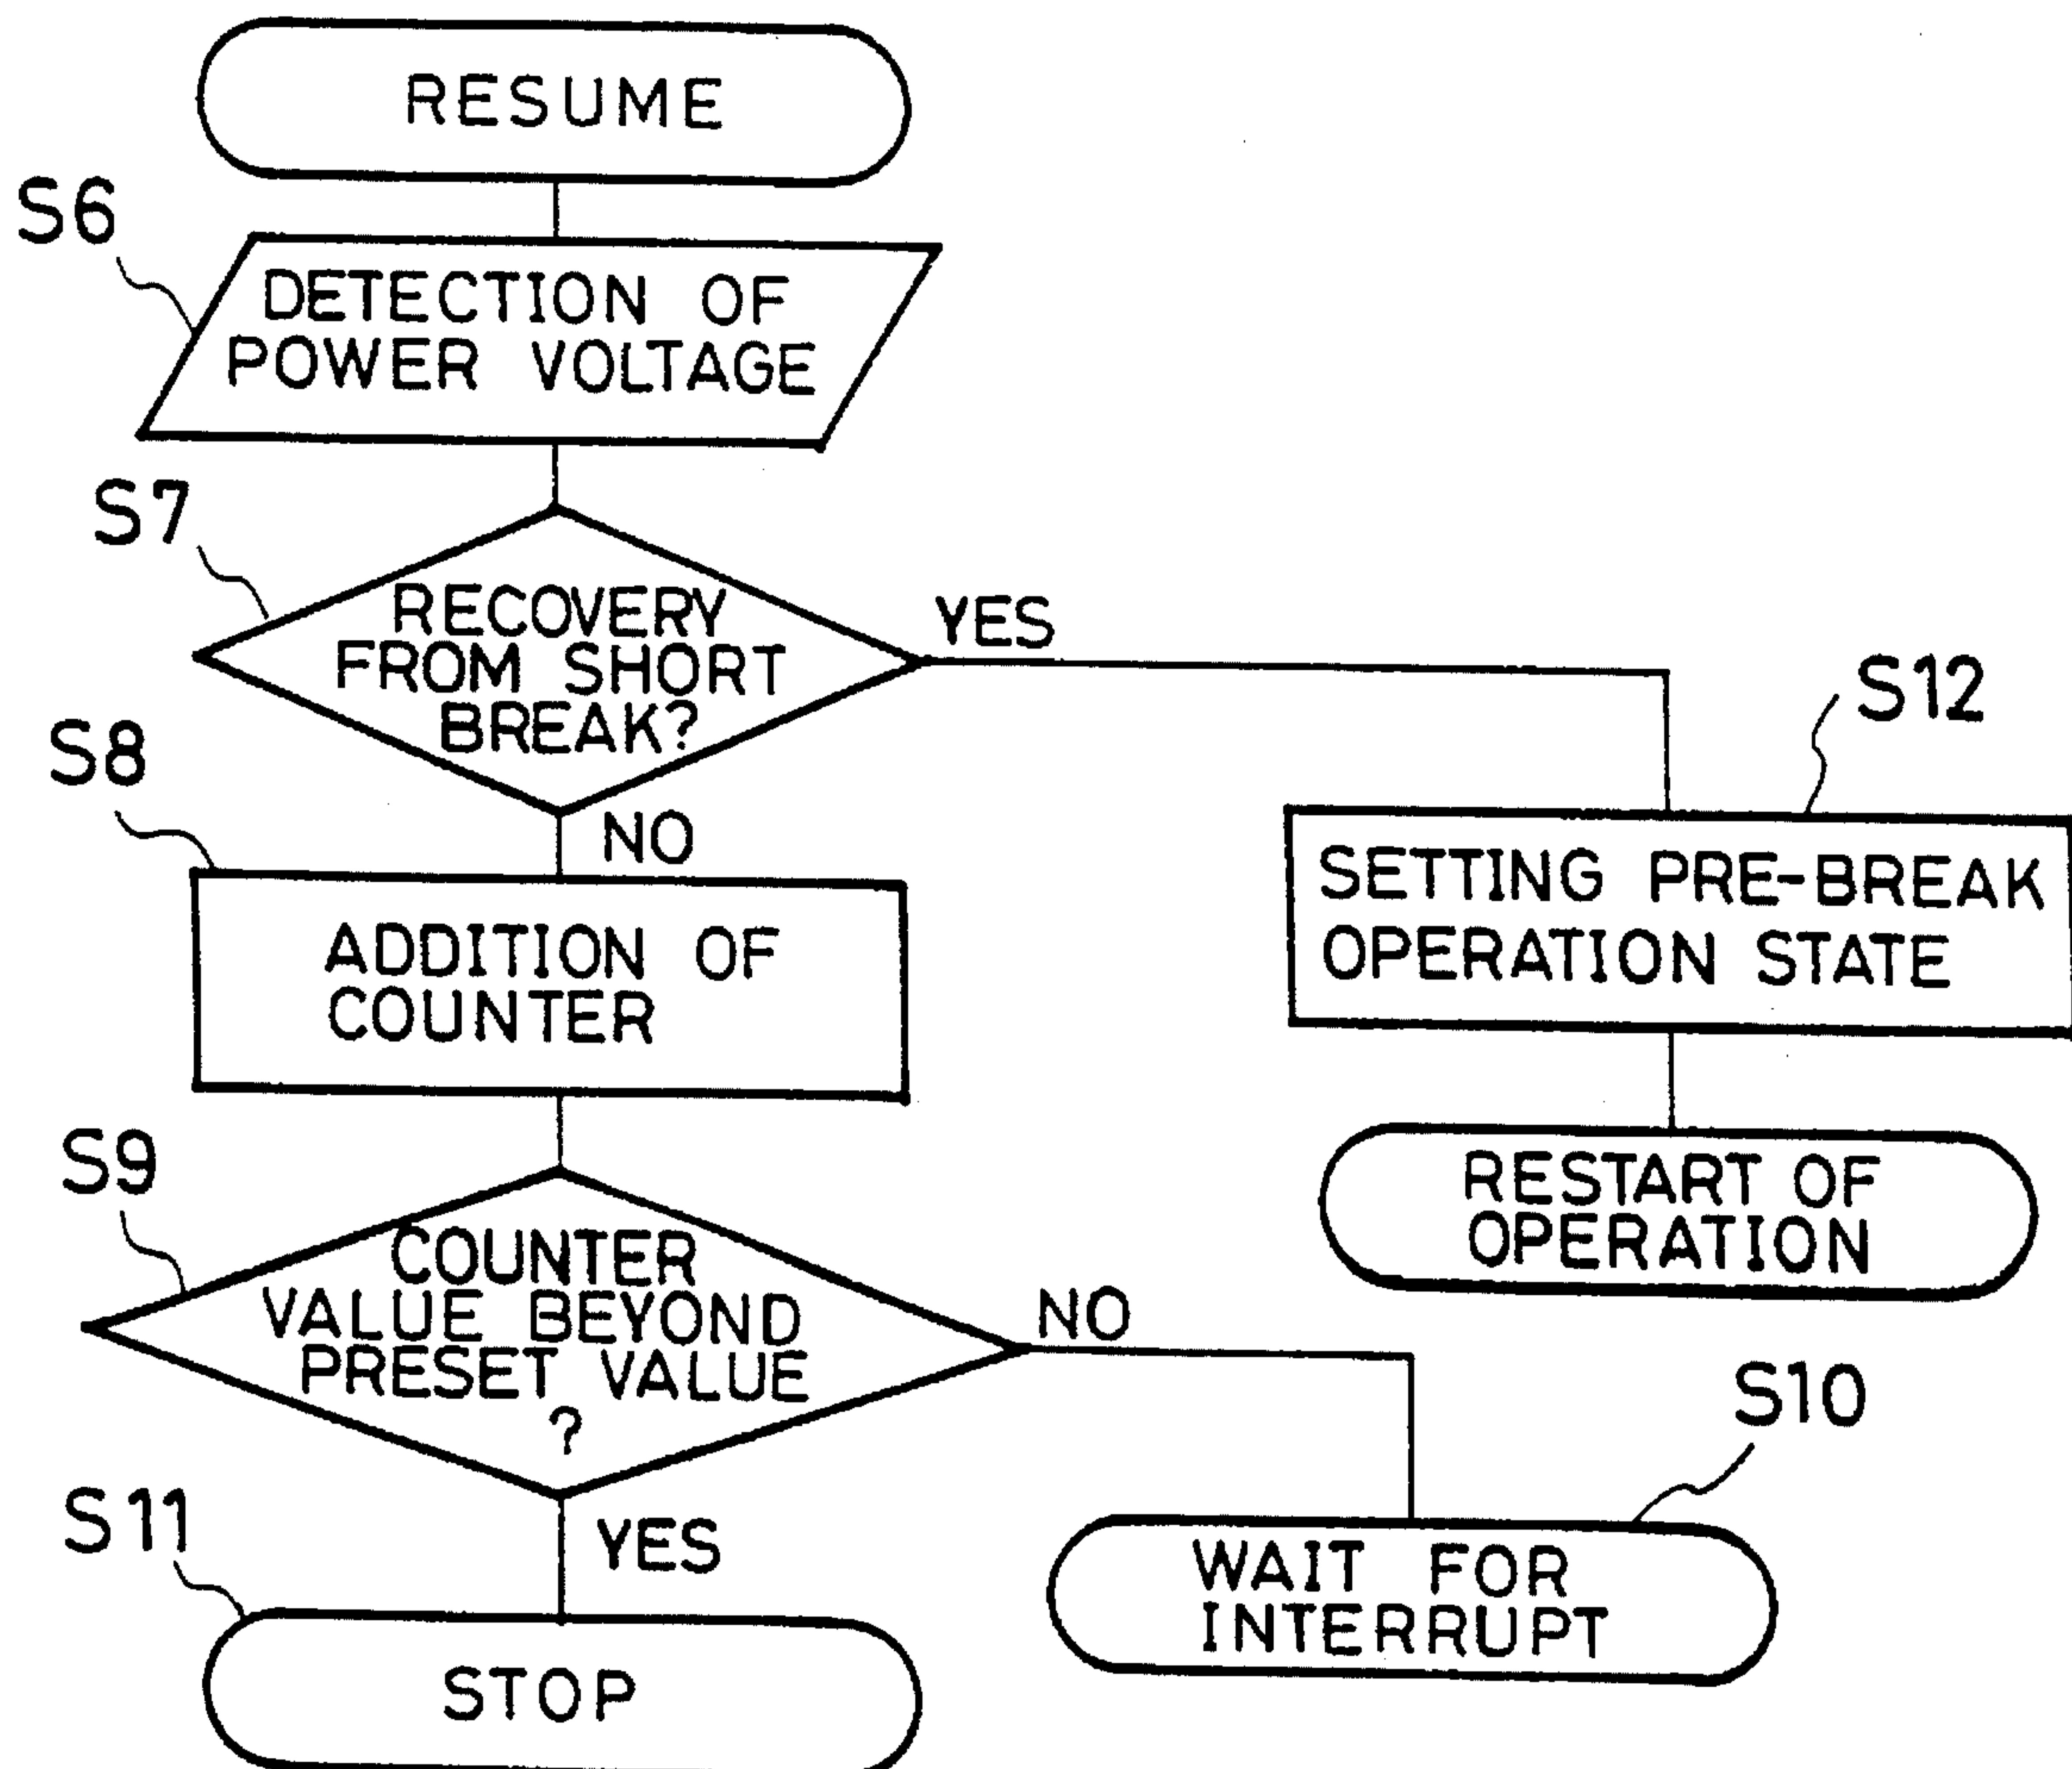 RESUME
S6
DETECTION OF
POWER VOLTAGE
S7
RECOVERY
FROM SHORT
BREAK?
YES
S12
S8
NO
SETTING PRE-BREAK
OPERATION STATE
ADDITION OF
COUNTER
RESTART OF
OPERATION
S9
COUNTER
VALUE BEYOND
PRESET VALUE
?
NO
S10
S11
YES
WAIT FOR
INTERRUPT
STOP